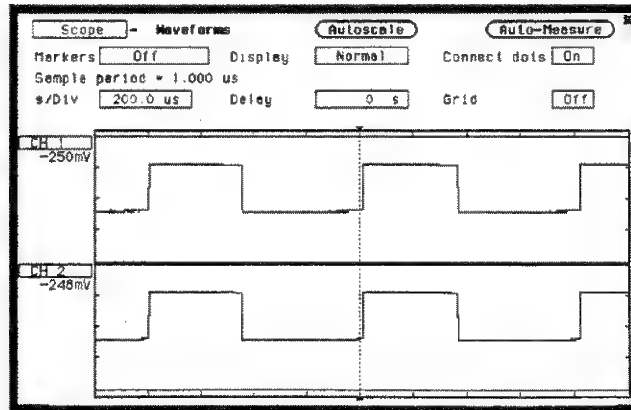 Scope - Waveforms Autoscale Auto-Measure
Markers Off Display Normal Connect dots On
Sample period = 1.000 us
s/Div 200.0 us Delay 0 s Grid Off
CH 1
-250mV
CH 2
-248mV